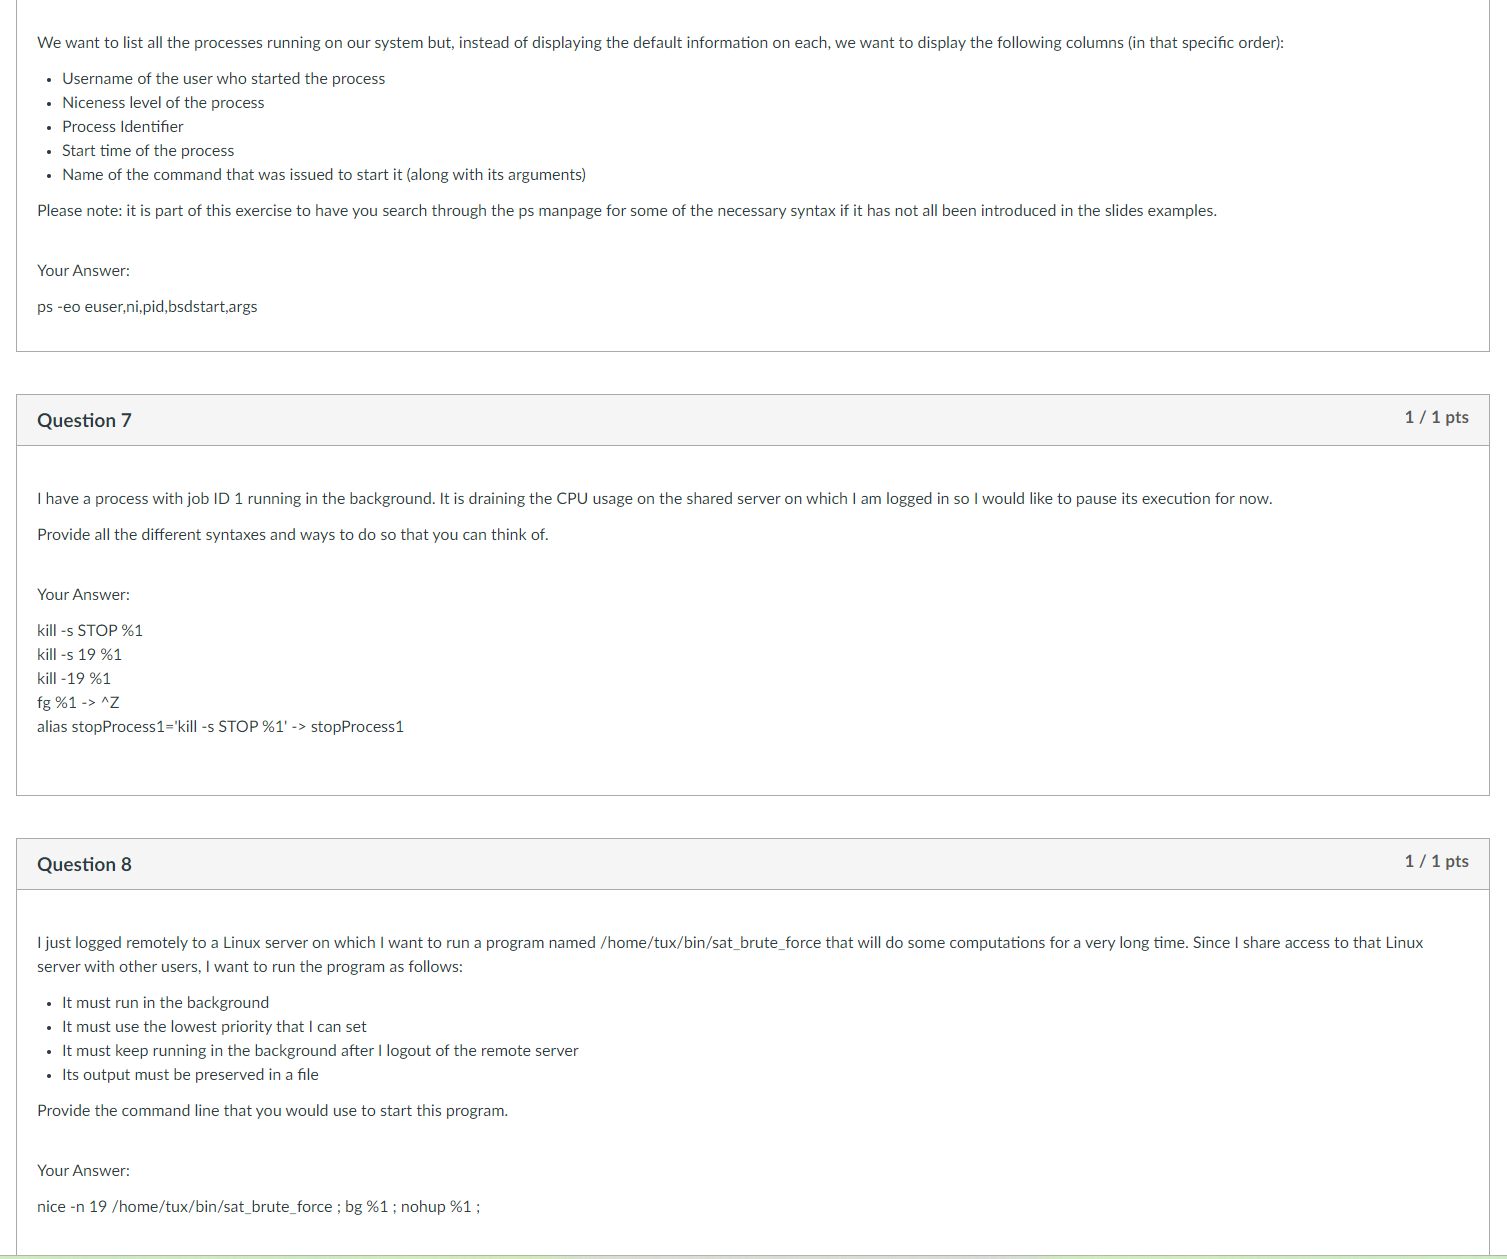 We want to list all the processes running on our system but, instead of displaying the default information on each, we want to display the following columns (in that specific order):
• Username of the user who started the process
• Niceness level of the process
• Process Identifier
• Start time of the process
• Name of the command that was issued to start it (along with its arguments)
Please note: it is part of this exercise to have you search through the ps manpage for some of the necessary syntax if it has not all been introduced in the slides examples.
Your Answer:
ps -eo euser,ni,pid,bsdstart,args
Question 7
1 / 1 pts
I have a process with job ID 1 running in the background. It is draining the CPU usage on the shared server on which I am logged in so I would like to pause its execution for now.
Provide all the different syntaxes and ways to do so that you can think of.
Your Answer:
kill -s STOP %1
kill -s 19 %1
kill -19 %1
fg %1 -> ^Z
alias stopProcess1='kill -s STOP %1' -> stopProcess1
Question 8
1 / 1 pts
I just logged remotely to a Linux server on which I want to run a program named /home/tux/bin/sat_brute_force that will do some computations for a very long time. Since I share access to that Linux
server with other users, I want to run the program as follows:
• It must run in the background
• It must use the lowest priority that I can set
• It must keep running in the background after I logout of the remote server
• Its output must be preserved in a file
Provide the command line that you would use to start this program.
Your Answer:
nice -n 19 /home/tux/bin/sat_brute_force ; bg %1 ; nohup %1 ;